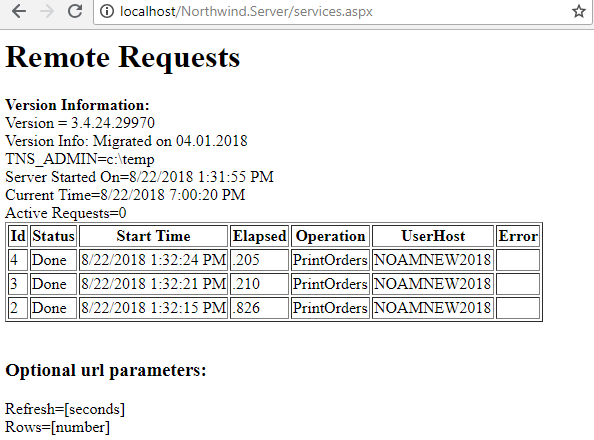 localhost/Northwind.Server/services.aspx
Remote Requests
Version Information:
Version = 3.4.24.29970
Version Info: Migrated on 04.01.2018
TNS_ADMIN=c:\temp
Server Started On=8/22/2018 1:31:55 PM
Current Time=8/22/2018 7:00:20 PM
Active Requests=0
Id Status Start Time Elapsed Operation UserHost Error
4 Done 8/22/2018 1:32:24 PM .205 PrintOrders NOAMNEW2018
3 Done 8/22/2018 1:32:21 PM .210 PrintOrders NOAMNEW2018
2 Done 8/22/2018 1:32:15 PM .826 PrintOrders NOAMNEW2018
Optional url parameters:
Refresh=[seconds]
Rows=[number]